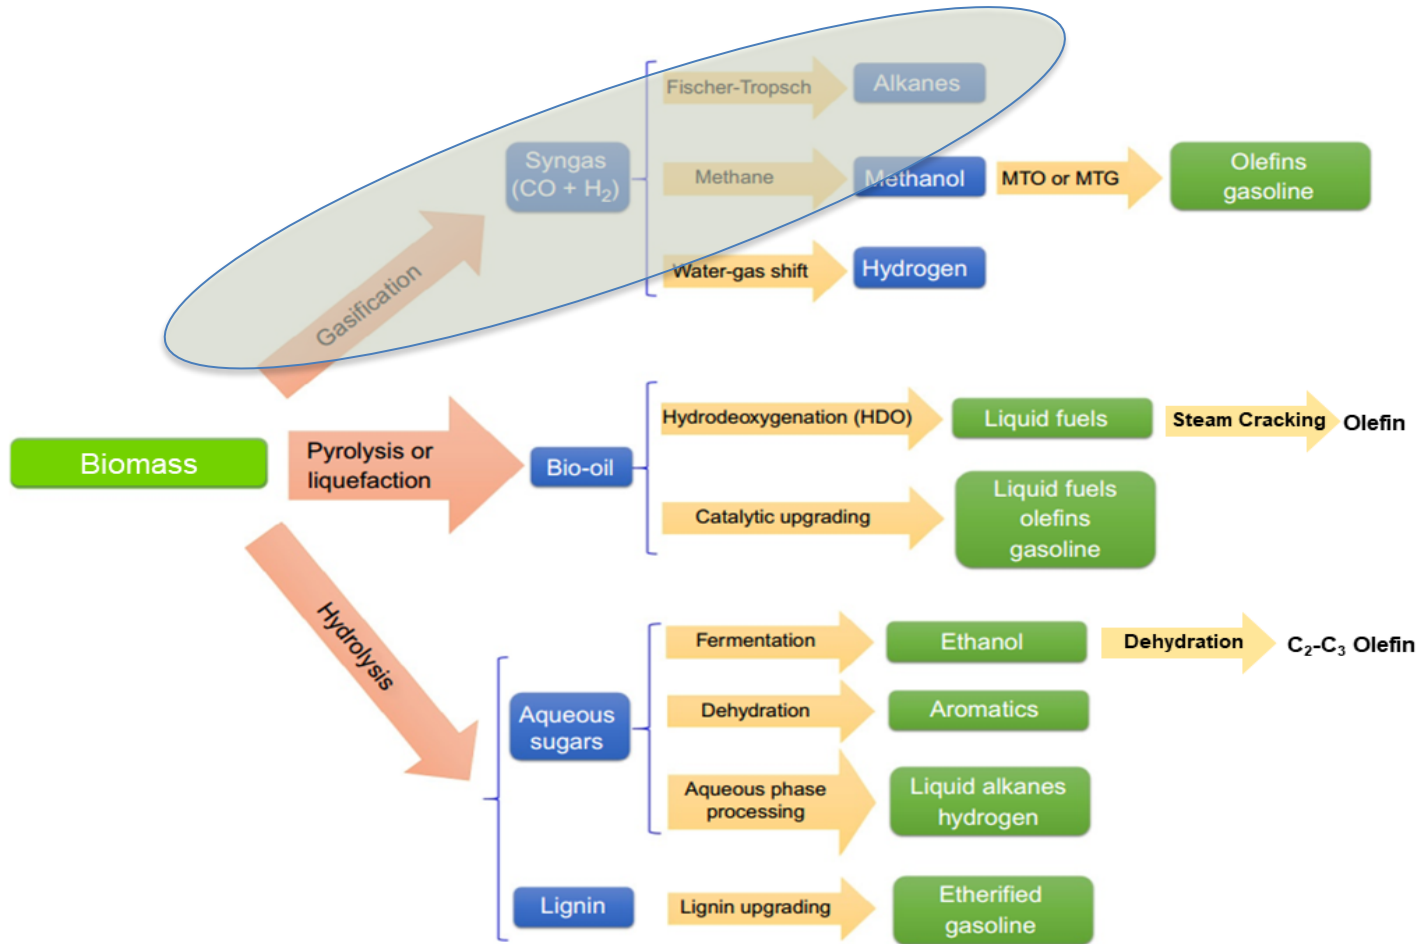 Fischer-Tropsch
Alkanes
Syngas
(CO + H₂)
Methane
Methanol
MTO or MTG
Olefins
gasoline
Water-gas shift
Hydrogen
Gasification
Biomass
Pyrolysis or
liquefaction
Bio-oil
Hydrodeoxygenation (HDO)
Liquid fuels
Steam Cracking
Olefin
Catalytic upgrading
Liquid fuels
olefins
gasoline
Hydrolysis
Aqueous
sugars
Fermentation
Ethanol
Dehydration
C₂-C₃ Olefin
Dehydration
Aromatics
Aqueous phase
processing
Liquid alkanes
hydrogen
Lignin
Lignin upgrading
Etherified
gasoline